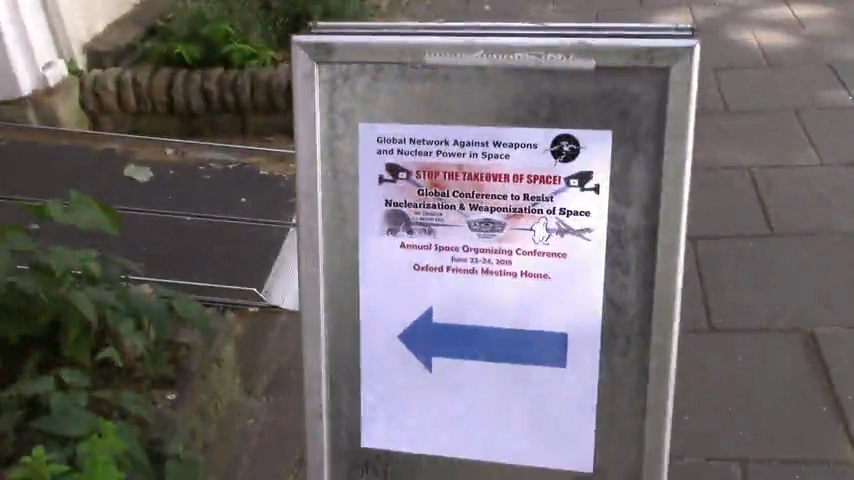 Global Network Against Weapons
and Nuclear Power in Space
STOP THE TAKEOVER OF SPACE!
Global Conference to Resist
Nuclearization & Weaponization of Space
Annual Space Organizing Conference
June 22-24, 2018
Oxford Friends Meeting House.